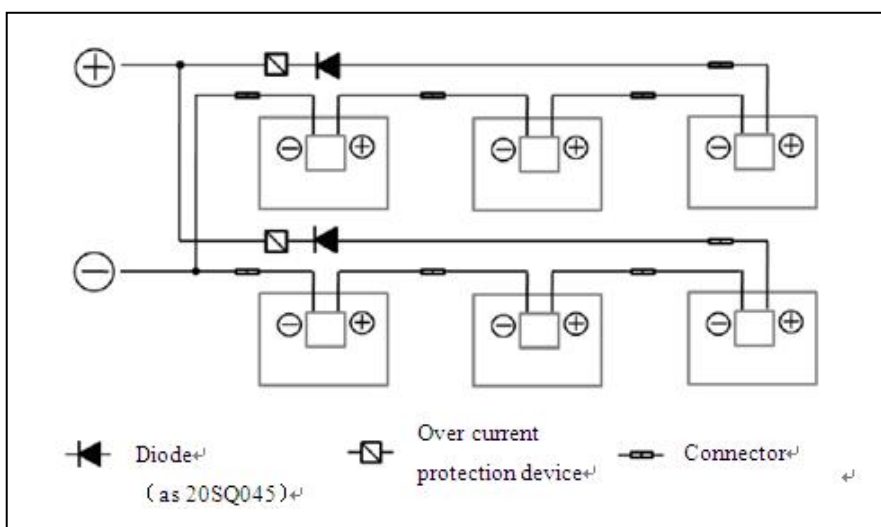 Diode↵
（as 20SQ045）↵
Over current
protection device↵
Connector↵
↵